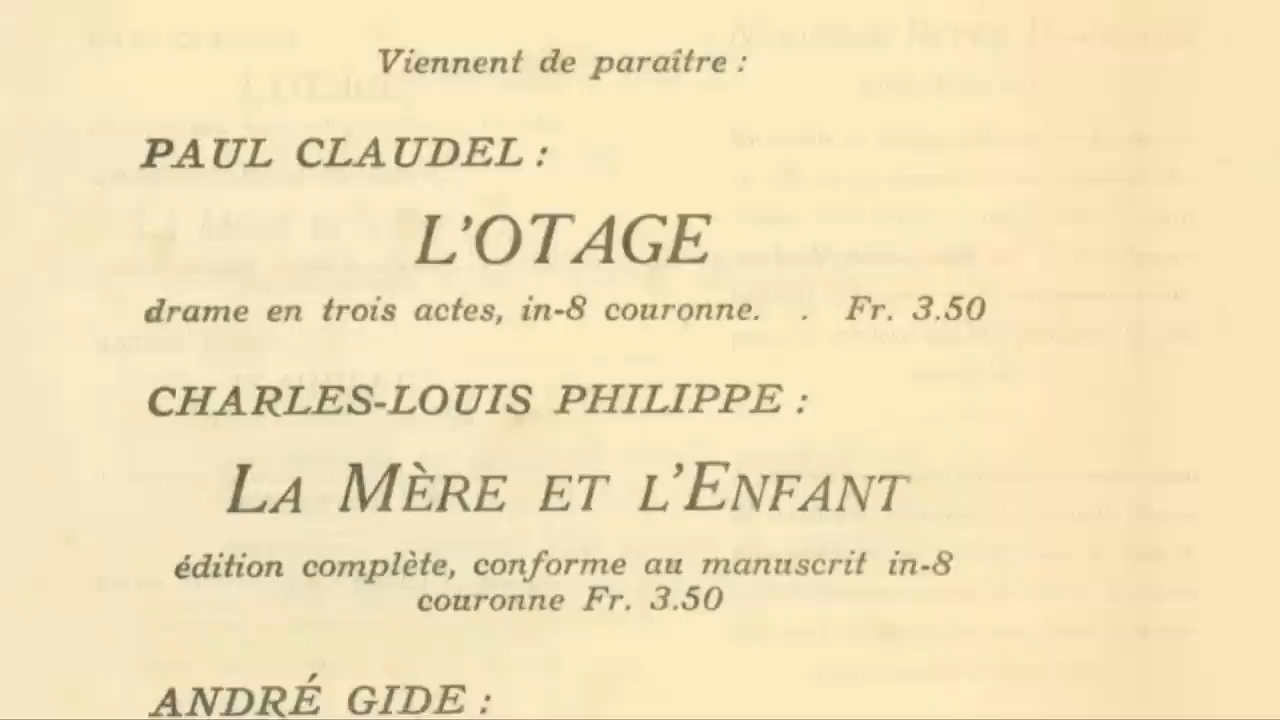 Viennent de paraître :
PAUL CLAUDEL :
L'OTAGE
drame en trois actes, in-8 couronne. . Fr. 3.50
CHARLES-LOUIS PHILIPPE :
LA MÈRE ET L'ENFANT
édition complète, conforme au manuscrit in-8
couronne Fr. 3.50
ANDRÉ GIDE :